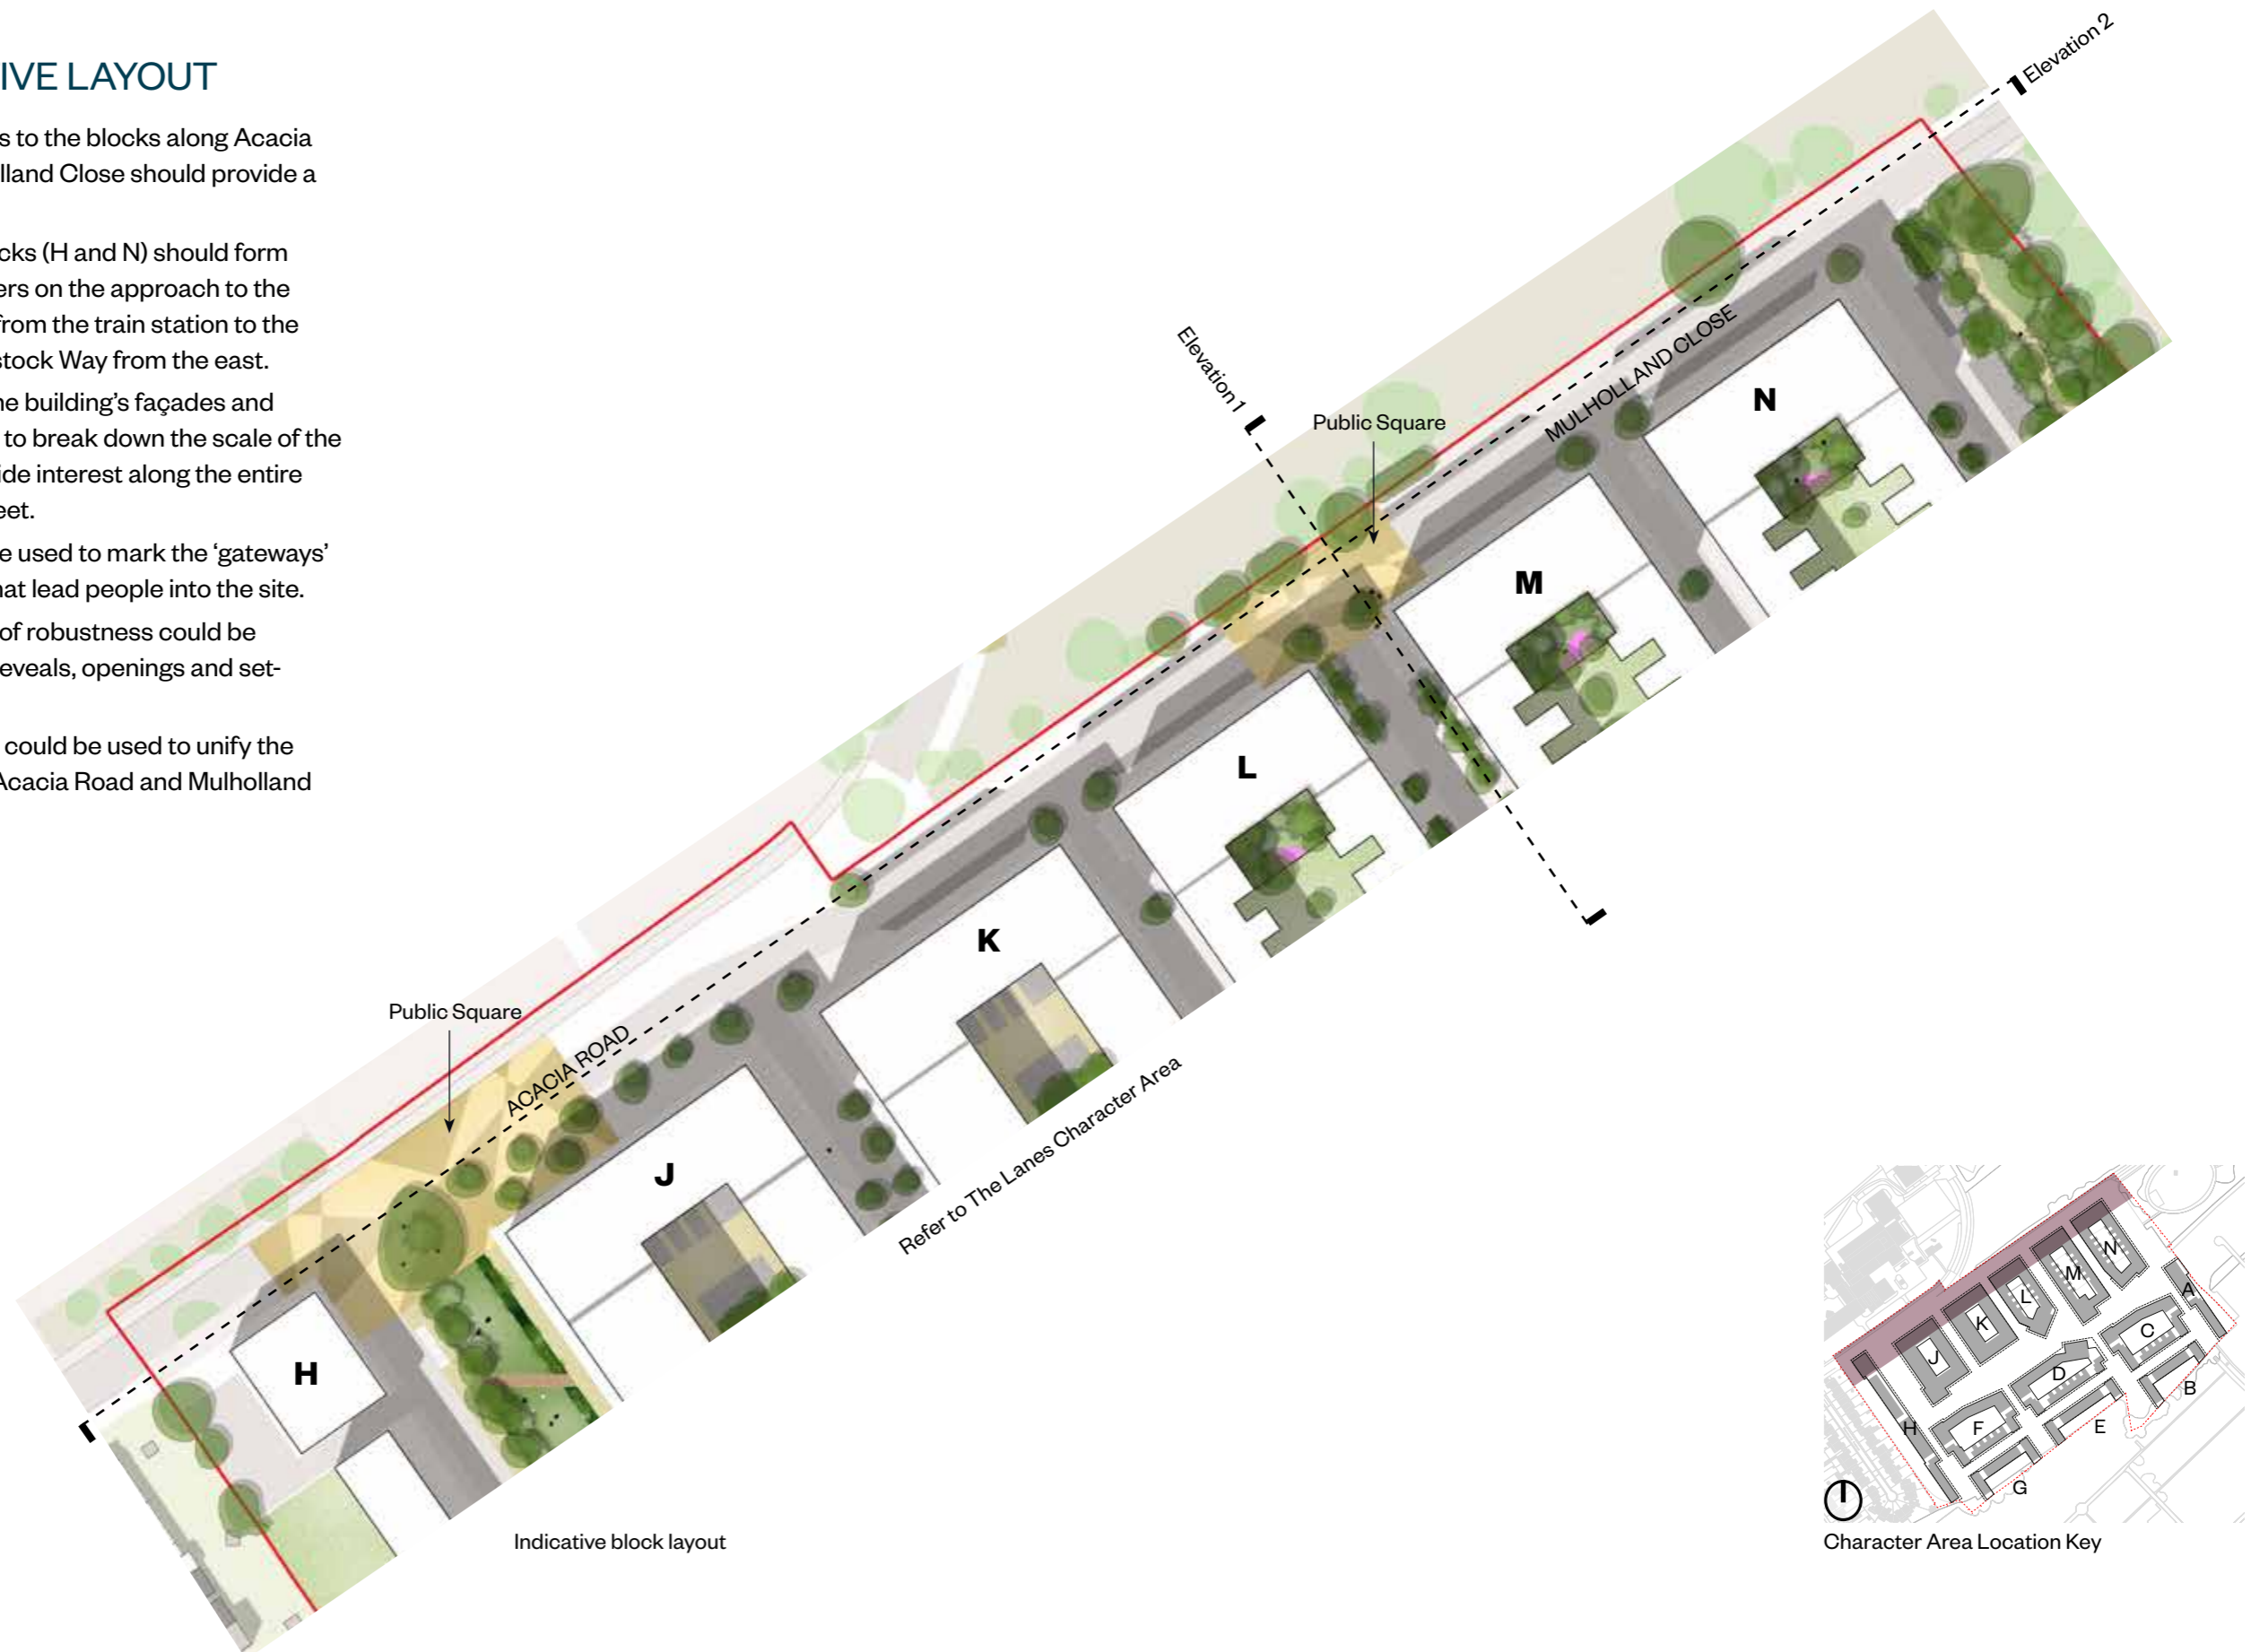 IVE LAYOUT
s to the blocks along Acacia
lland Close should provide a
cks (H and N) should form
ers on the approach to the
from the train station to the
stock Way from the east.
ne building’s façades and
to break down the scale of the
ide interest along the entire
eet.
e used to mark the ‘gateways’
hat lead people into the site.
of robustness could be
eveals, openings and set-
could be used to unify the
Acacia Road and Mulholland
Elevation 2
Elevation 1
Public Square
MULHOLLAND CLOSE
N
M
L
K
Public Square
ACACIA ROAD
J
Refer to The Lanes Character Area
H
Indicative block layout
N
M
A
L
K
C
J
D
B
H
F
E
G
Character Area Location Key